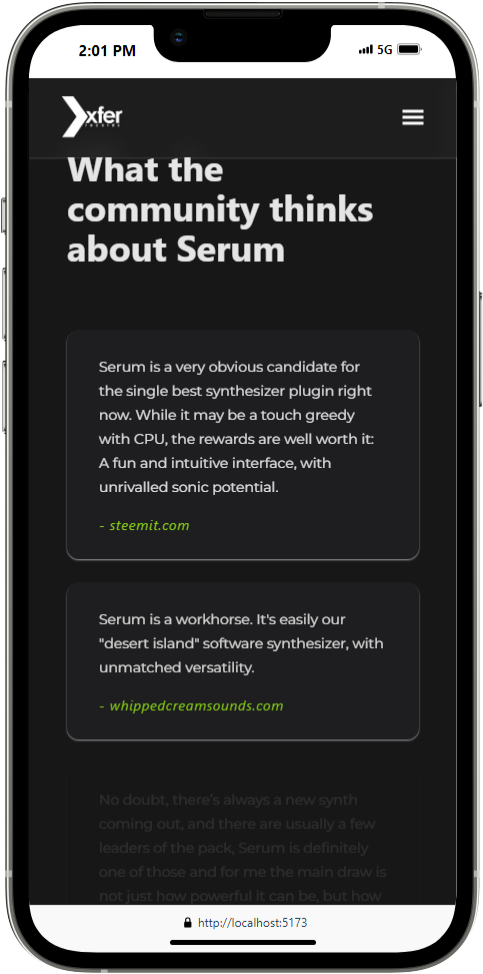 2:01 PM
5G
xfer
RECORDS
What the
community thinks
about Serum
Serum is a very obvious candidate for
the single best synthesizer plugin right
now. While it may be a touch greedy
with CPU, the rewards are well worth it:
A fun and intuitive interface, with
unrivalled sonic potential.
- steemit.com
Serum is a workhorse. It's easily our
"desert island" software synthesizer, with
unmatched versatility.
- whippedcreamsounds.com
No doubt, there's always a new synth
coming out, and there are usually a few
leaders of the pack, Serum is definitely
one of those and for me the main draw is
not just how powerful it can be, but how
http://localhost:5173